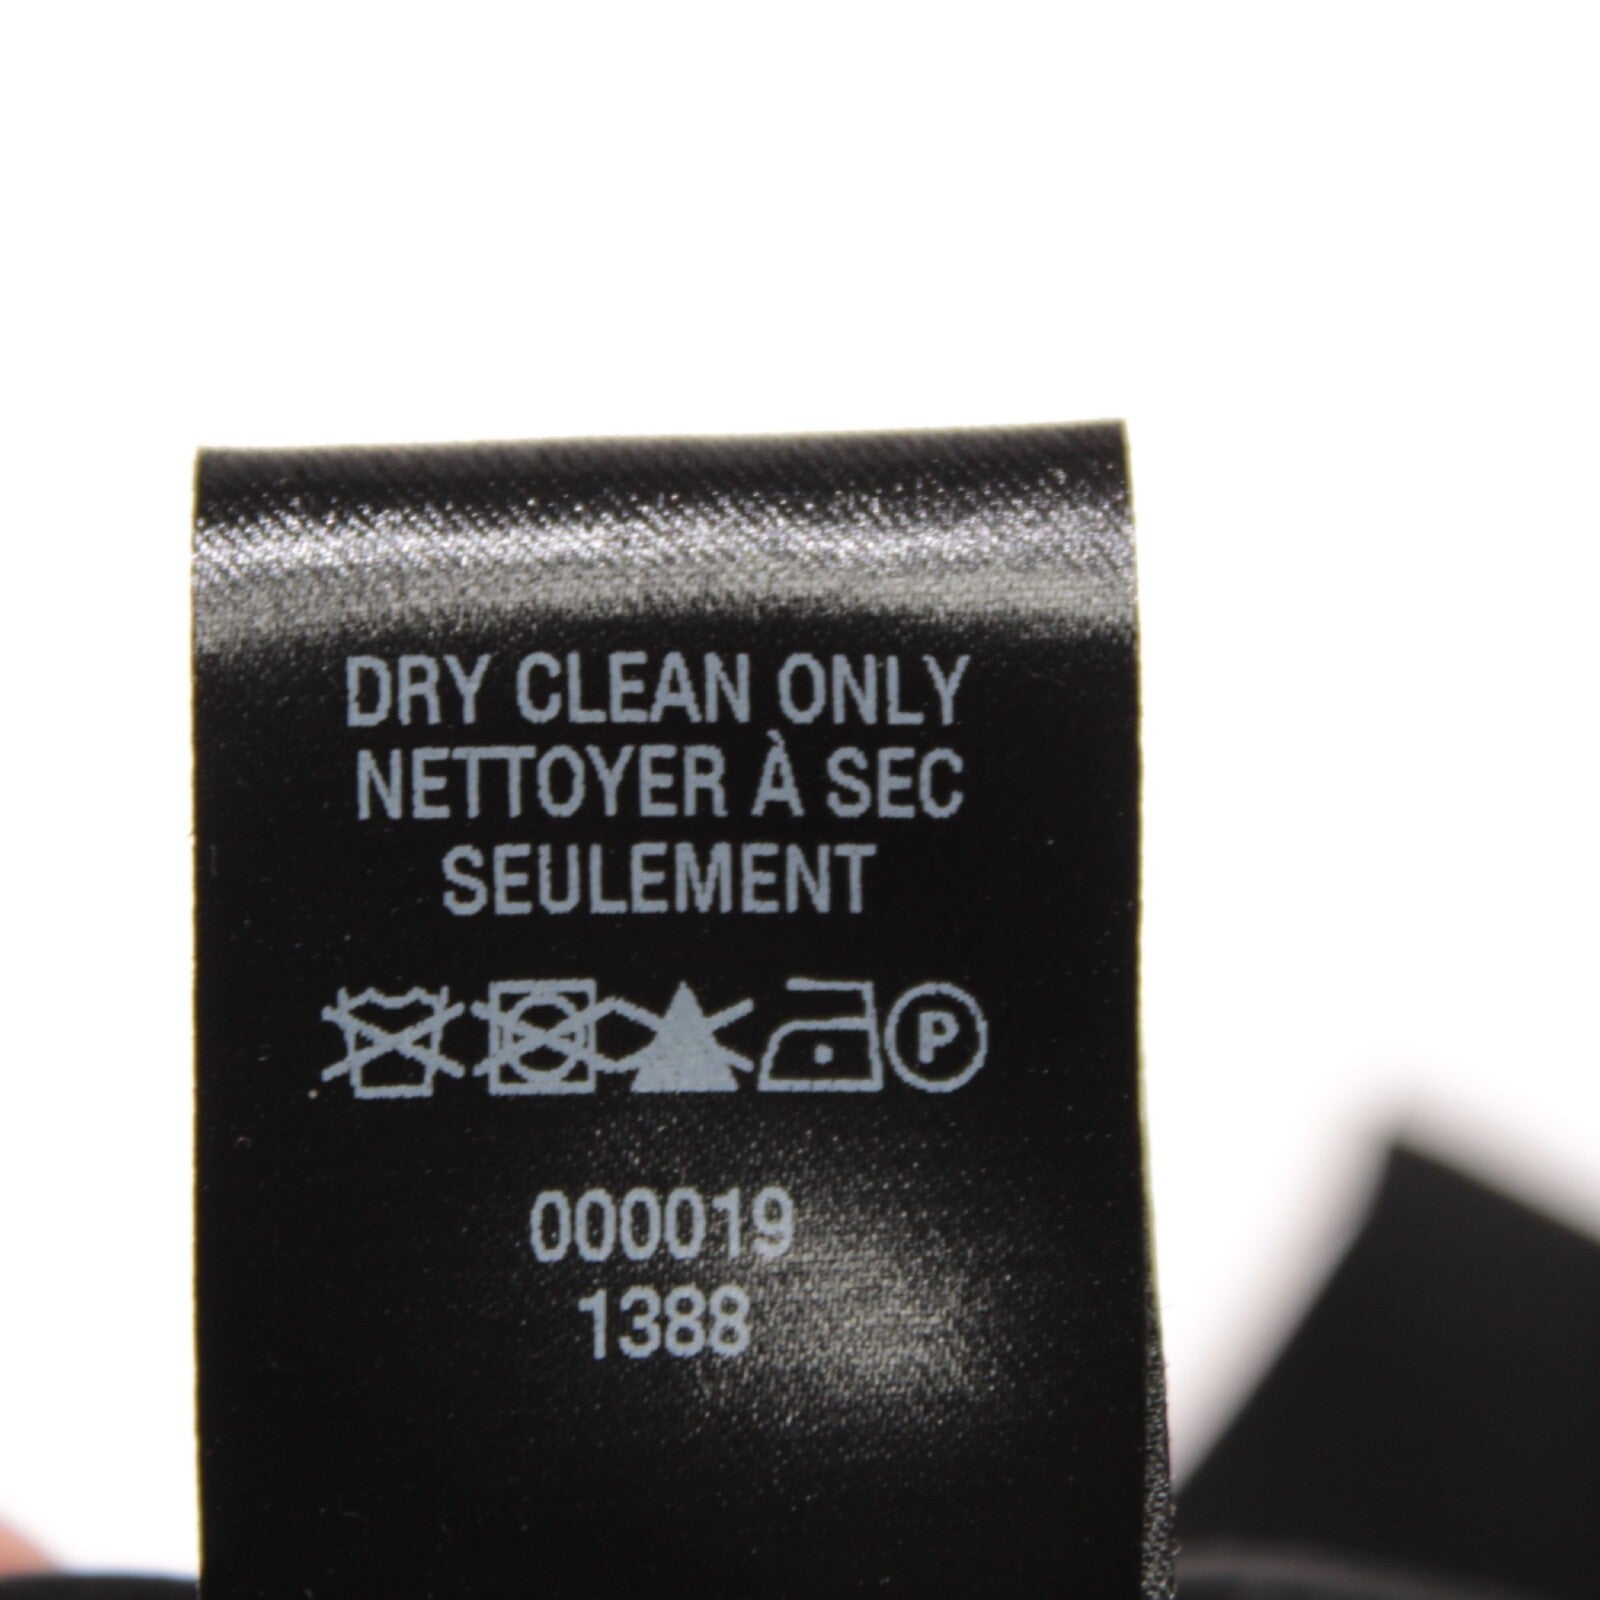 DRY CLEAN ONLY
NETTOYER À SEC
SEULEMENT
P
000019
1388